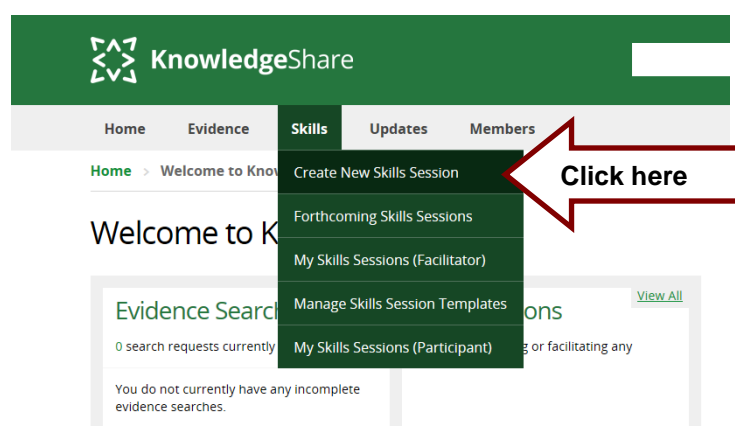 KnowledgeShare
Home Evidence Skills Updates Members
Home > Welcome to Know
Create New Skills Session
Click here
Forthcoming Skills Sessions
Welcome to K
My Skills Sessions (Facilitator)
Manage Skills Session Templates
My Skills Sessions (Participant)
Evidence Searc
ons
View All
0 search requests currently
g or facilitating any
You do not currently have any incomplete
evidence searches.